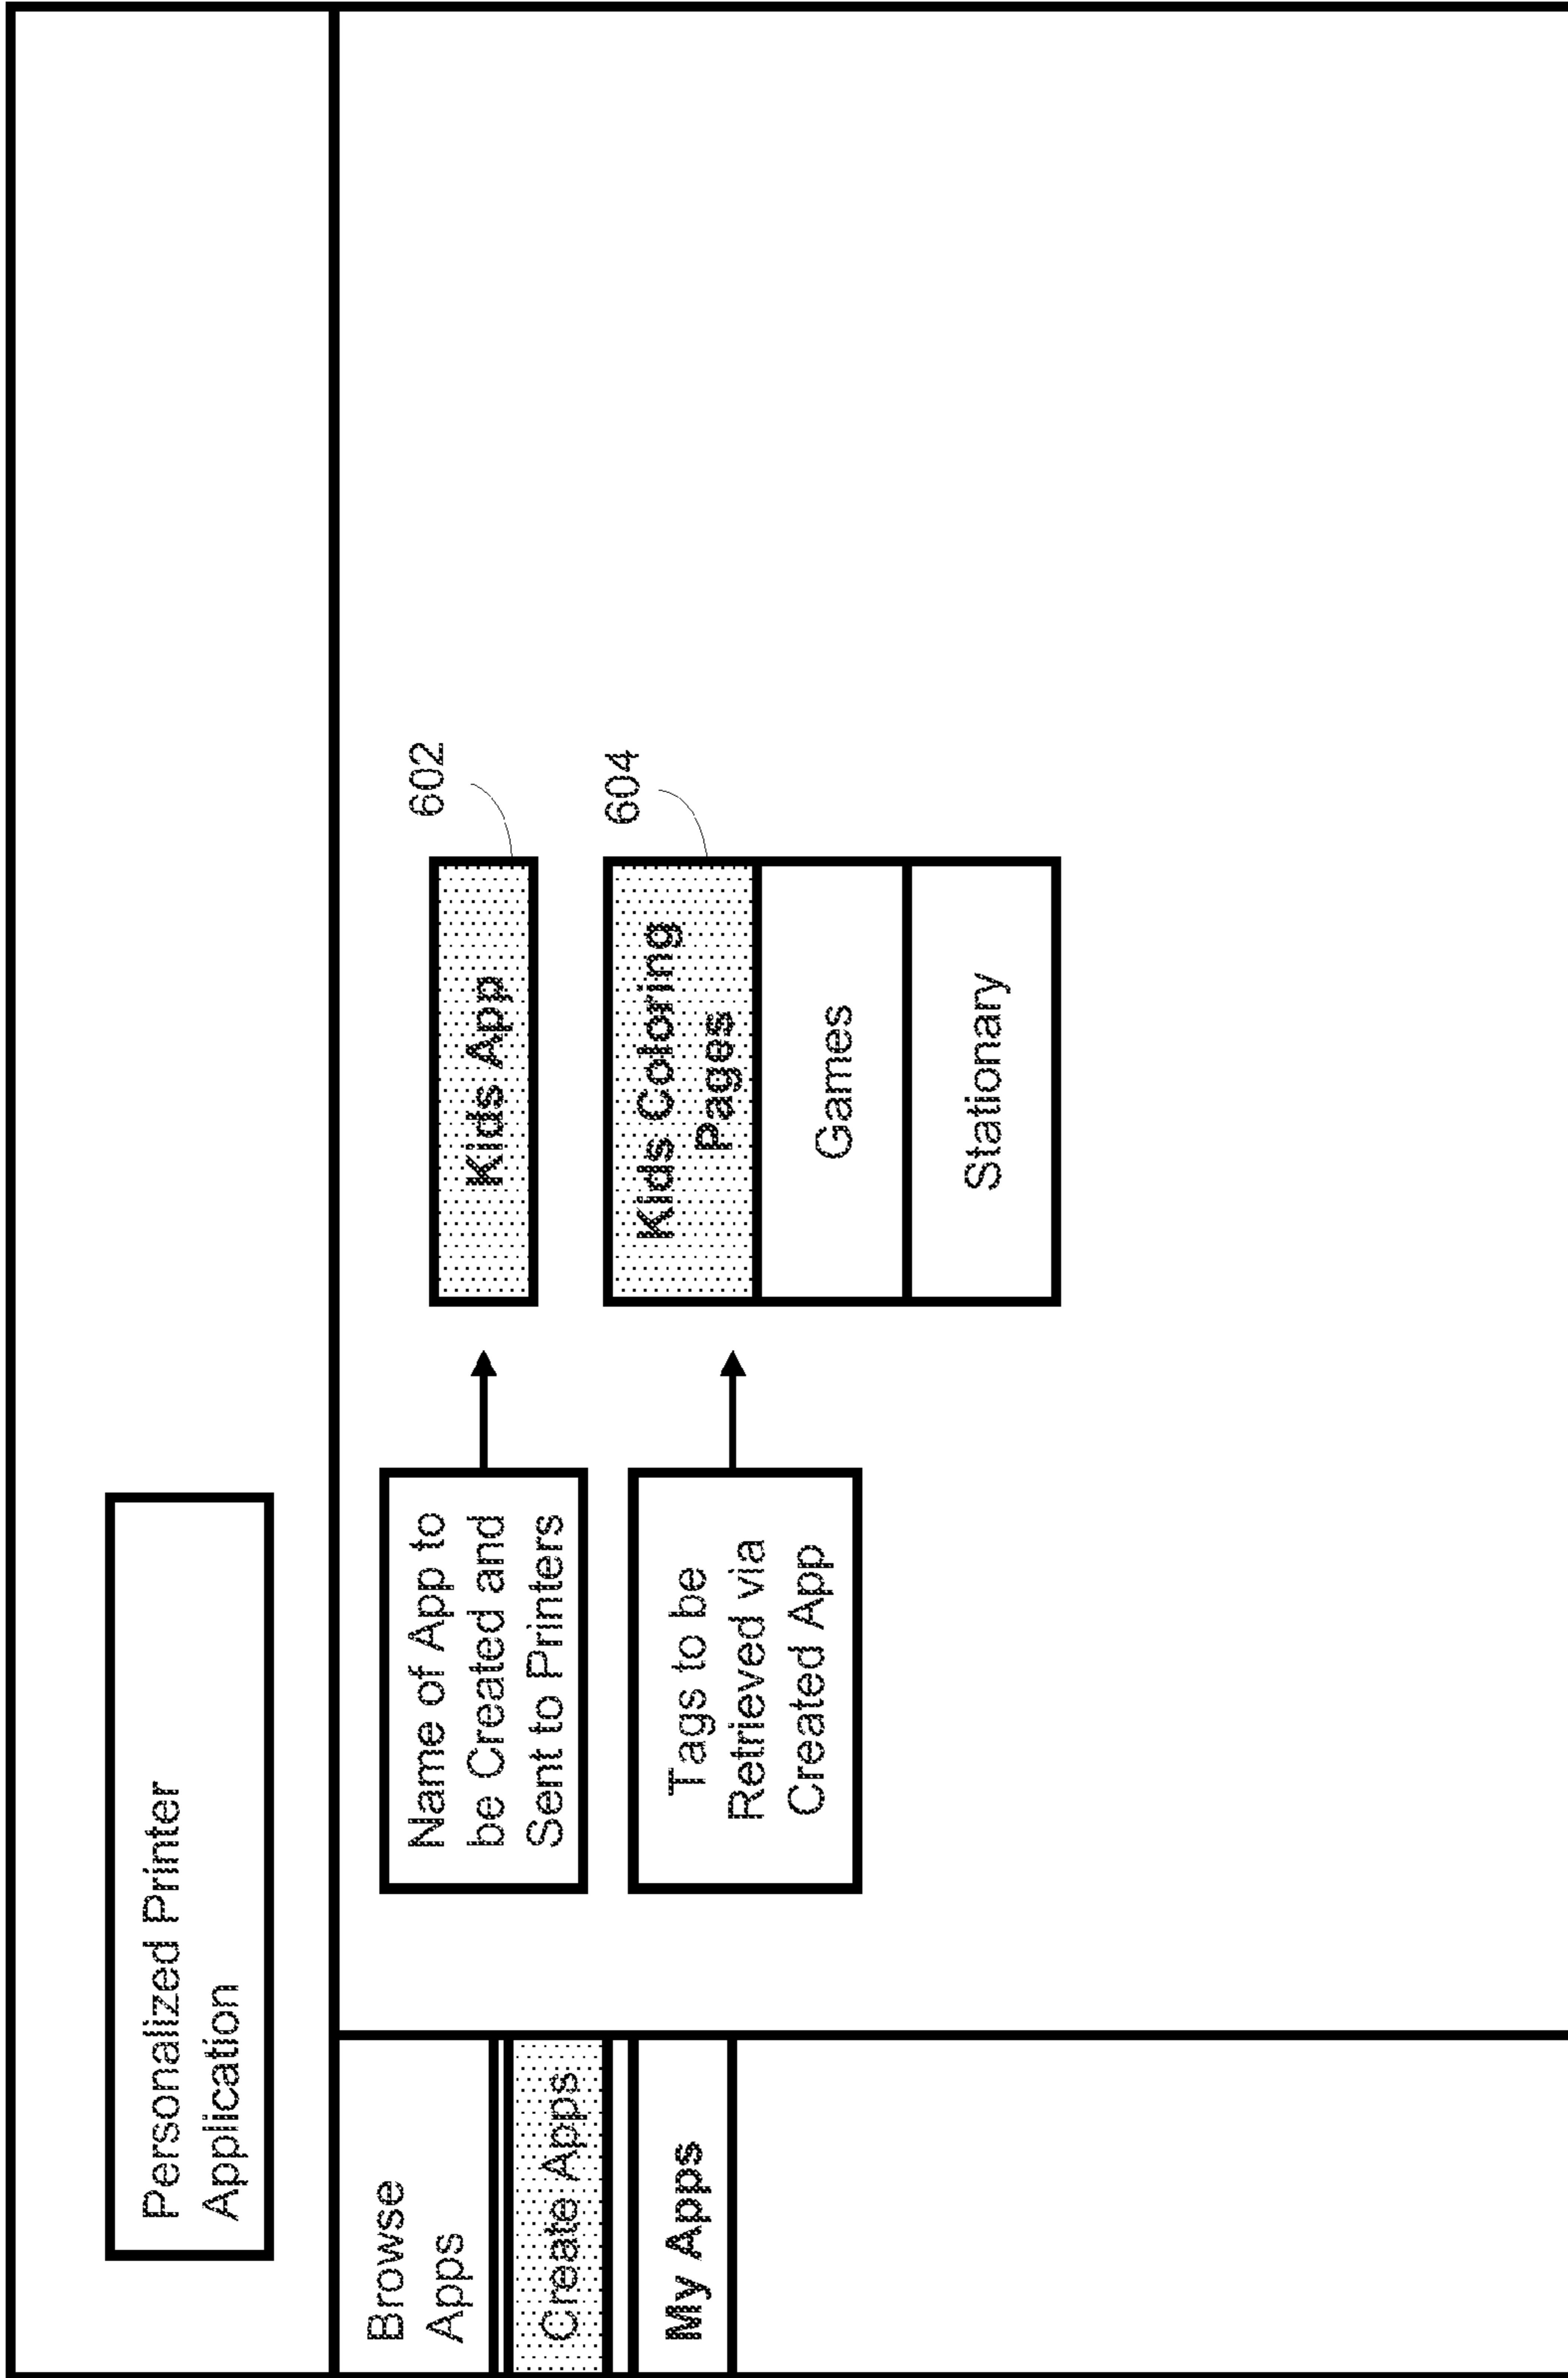 Personalized Printer
Application
Browse
Apps
Create Apps
My Apps
Name of App to
be Created and
Sent to Printers
Kids App
602
Tags to be
Retrieved via
Created App
Kids Coloring
Pages
604
Games
Stationary